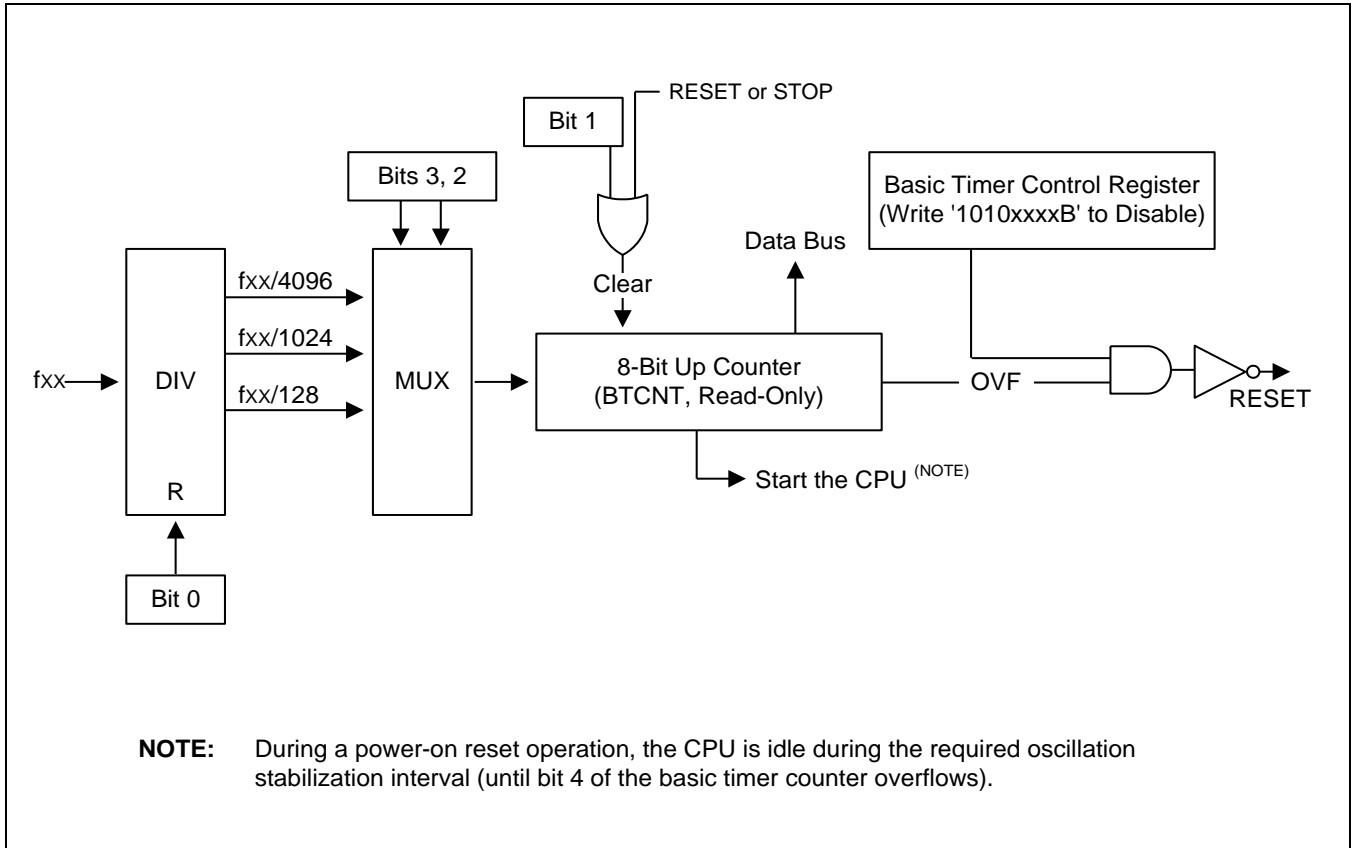 RESET or STOP
Bit 1
Bits 3, 2
Basic Timer Control Register
(Write '1010xxxxB' to Disable)
Data Bus
fxx/4096
Clear
fxx/1024
8-Bit Up Counter
(BTCNT, Read-Only)
fxx
DIV
MUX
OVF
RESET
fxx/128
Start the CPU (NOTE)
R
Bit 0
NOTE: During a power-on reset operation, the CPU is idle during the required oscillation
stabilization interval (until bit 4 of the basic timer counter overflows).